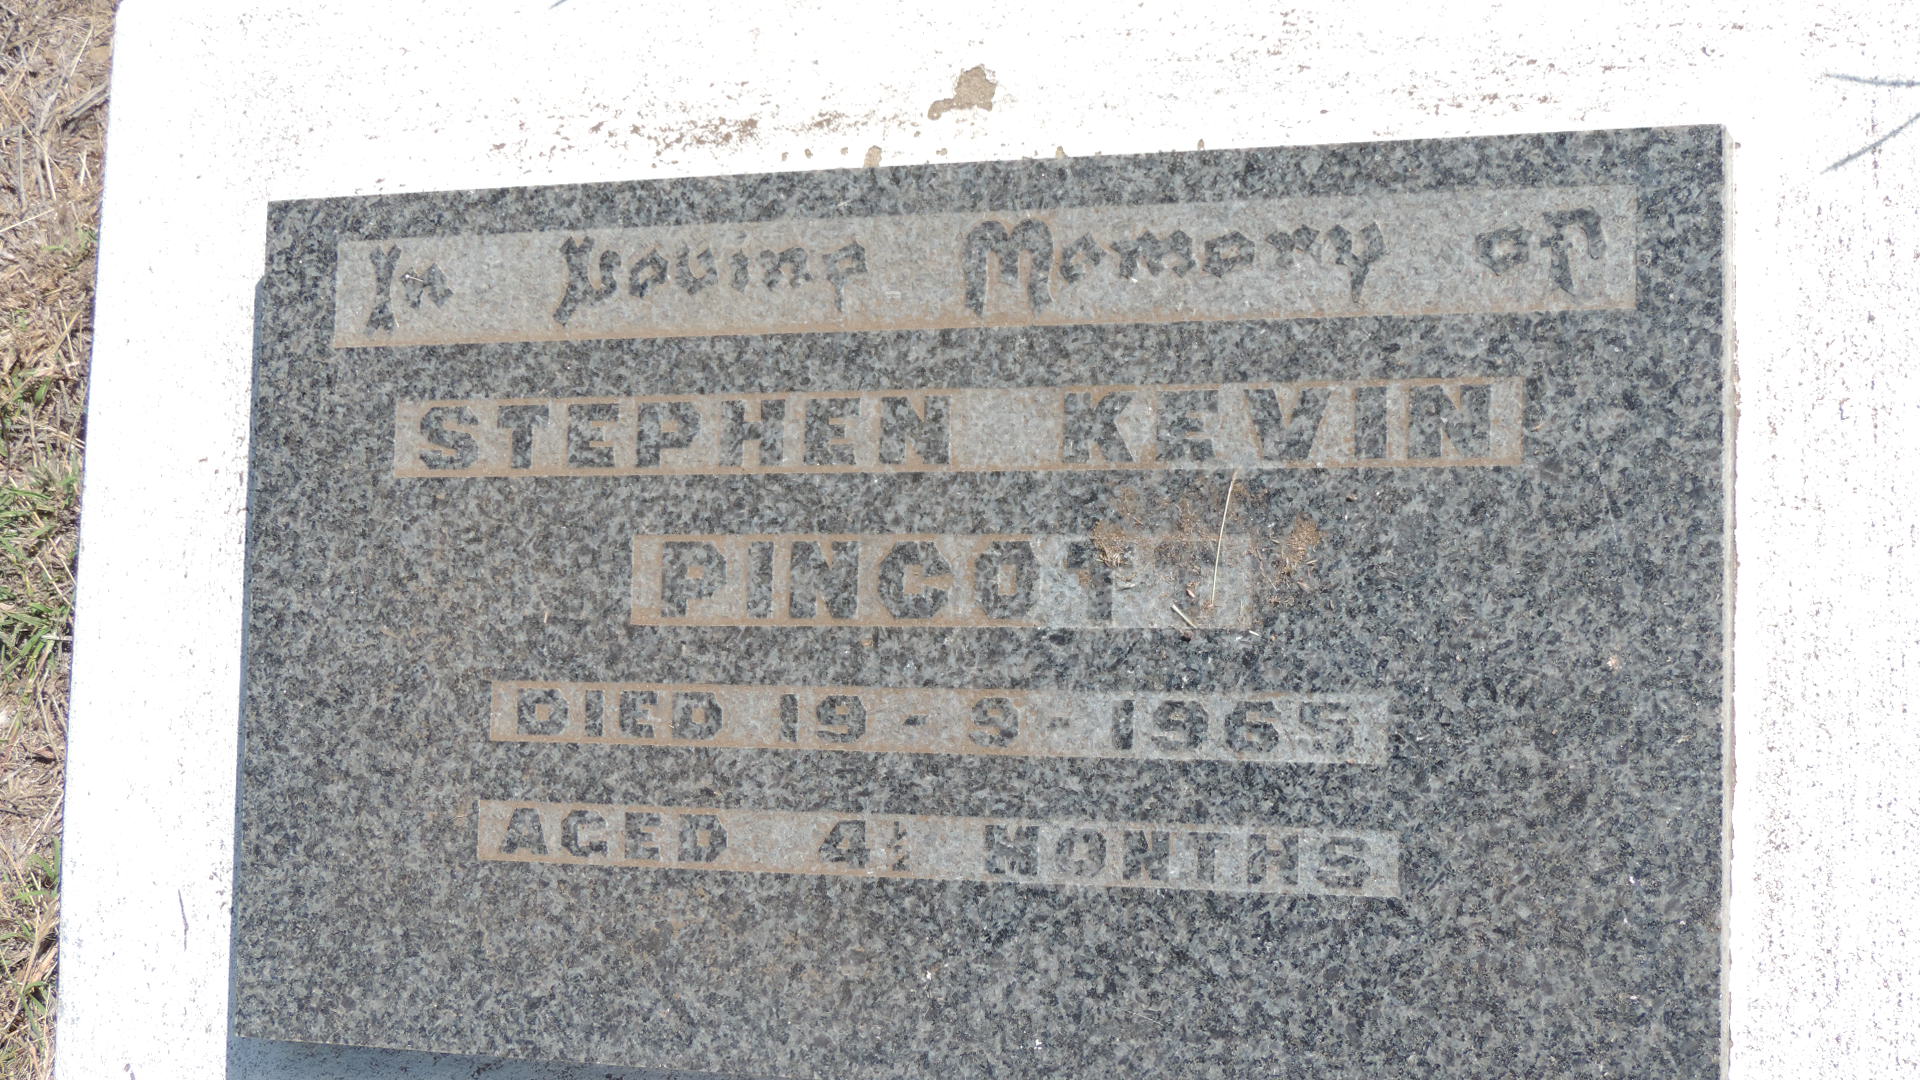 In Loving Memory of
STEPHEN KEVIN
PINCOTT
DIED 19-9-1965
AGED 4½ MONTHS